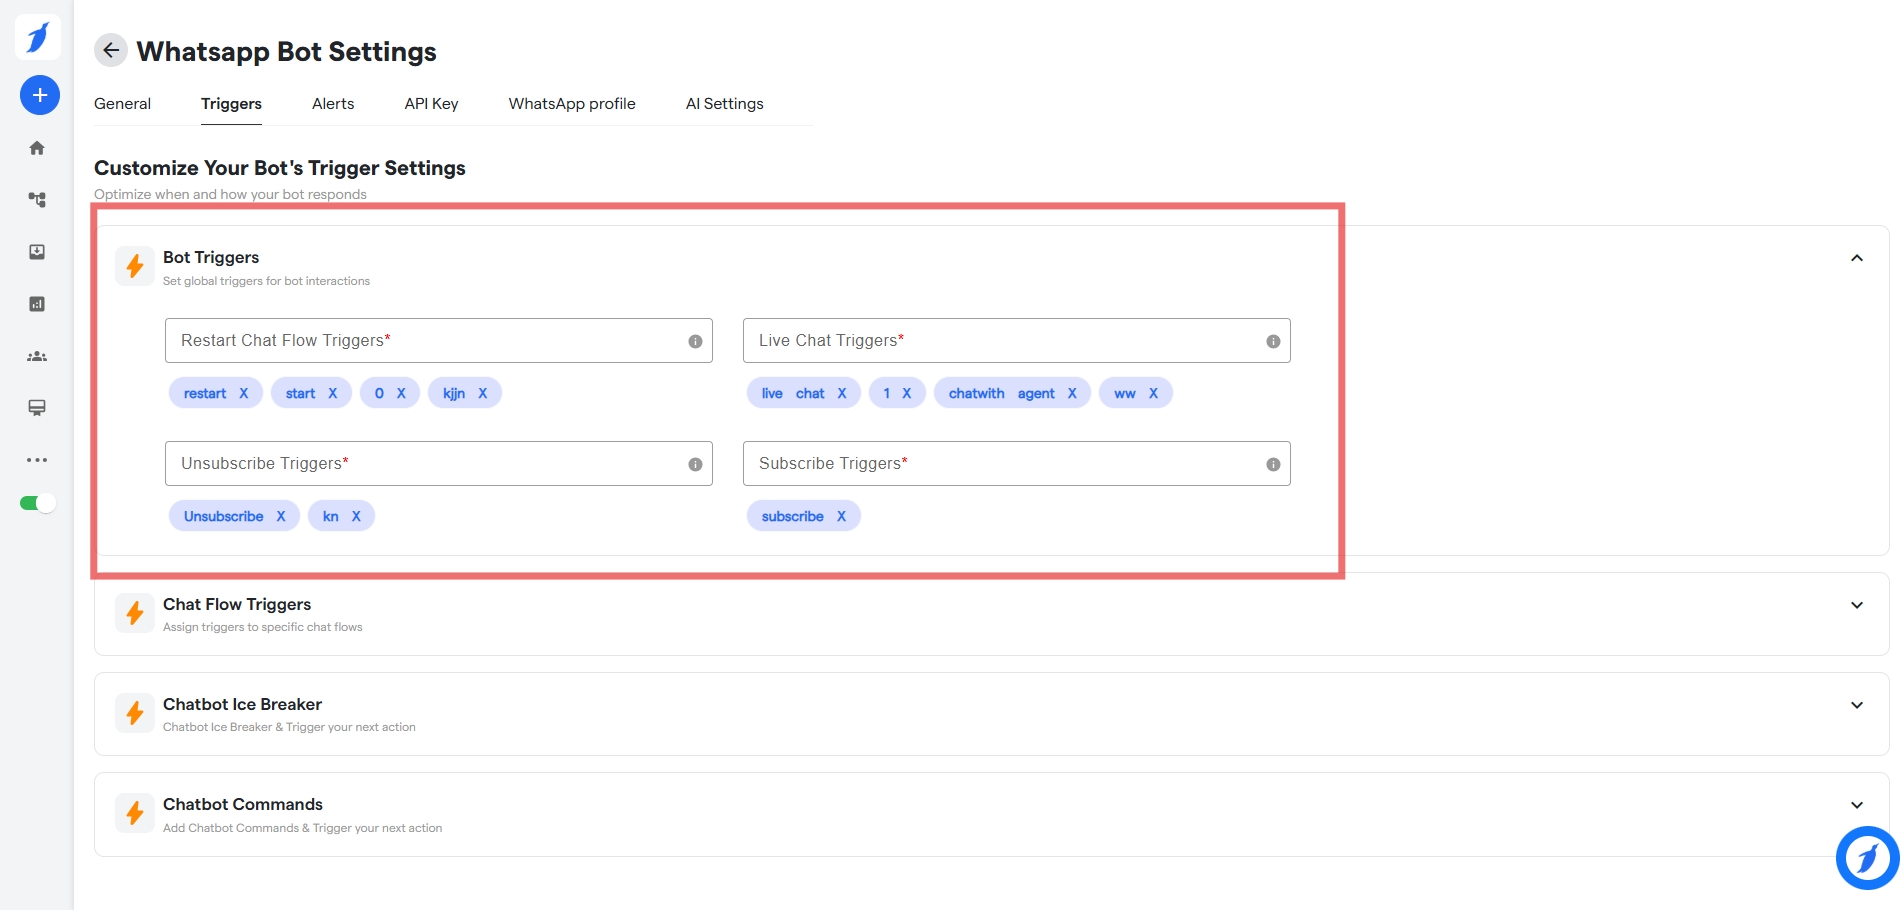 Whatsapp Bot Settings
General Triggers Alerts API Key WhatsApp profile AI Settings
Customize Your Bot's Trigger Settings
Optimize when and how your bot responds
Bot Triggers
Set global triggers for bot interactions
Restart Chat Flow Triggers* Live Chat Triggers*
restart X start X 0 X kjjn X live chat X 1 X chatwith agent X ww X
Unsubscribe Triggers* Subscribe Triggers*
Unsubscribe X kn X subscribe X
Chat Flow Triggers
Assign triggers to specific chat flows
Chatbot Ice Breaker
Chatbot Ice Breaker & Trigger your next action
Chatbot Commands
Add Chatbot Commands & Trigger your next action